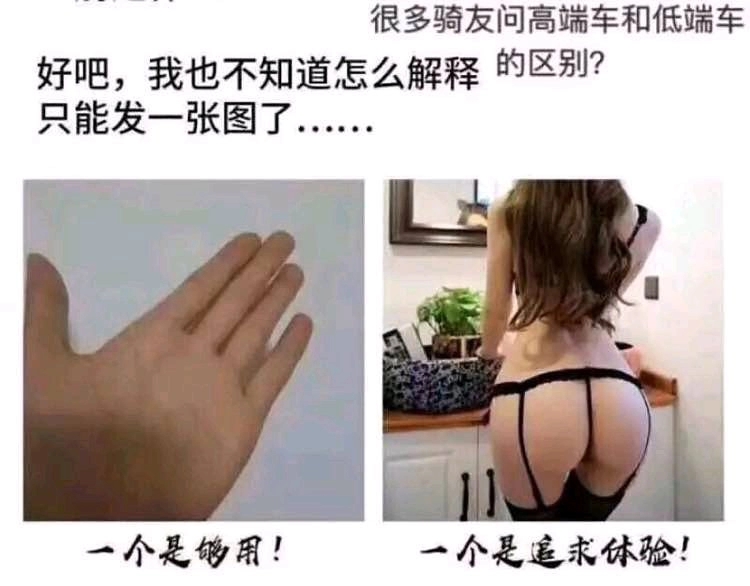 很多骑友问高端车和低端车
的区别?
好吧，我也不知道怎么解释
只能发一张图了......
一个是够用!
一个是追求体验!